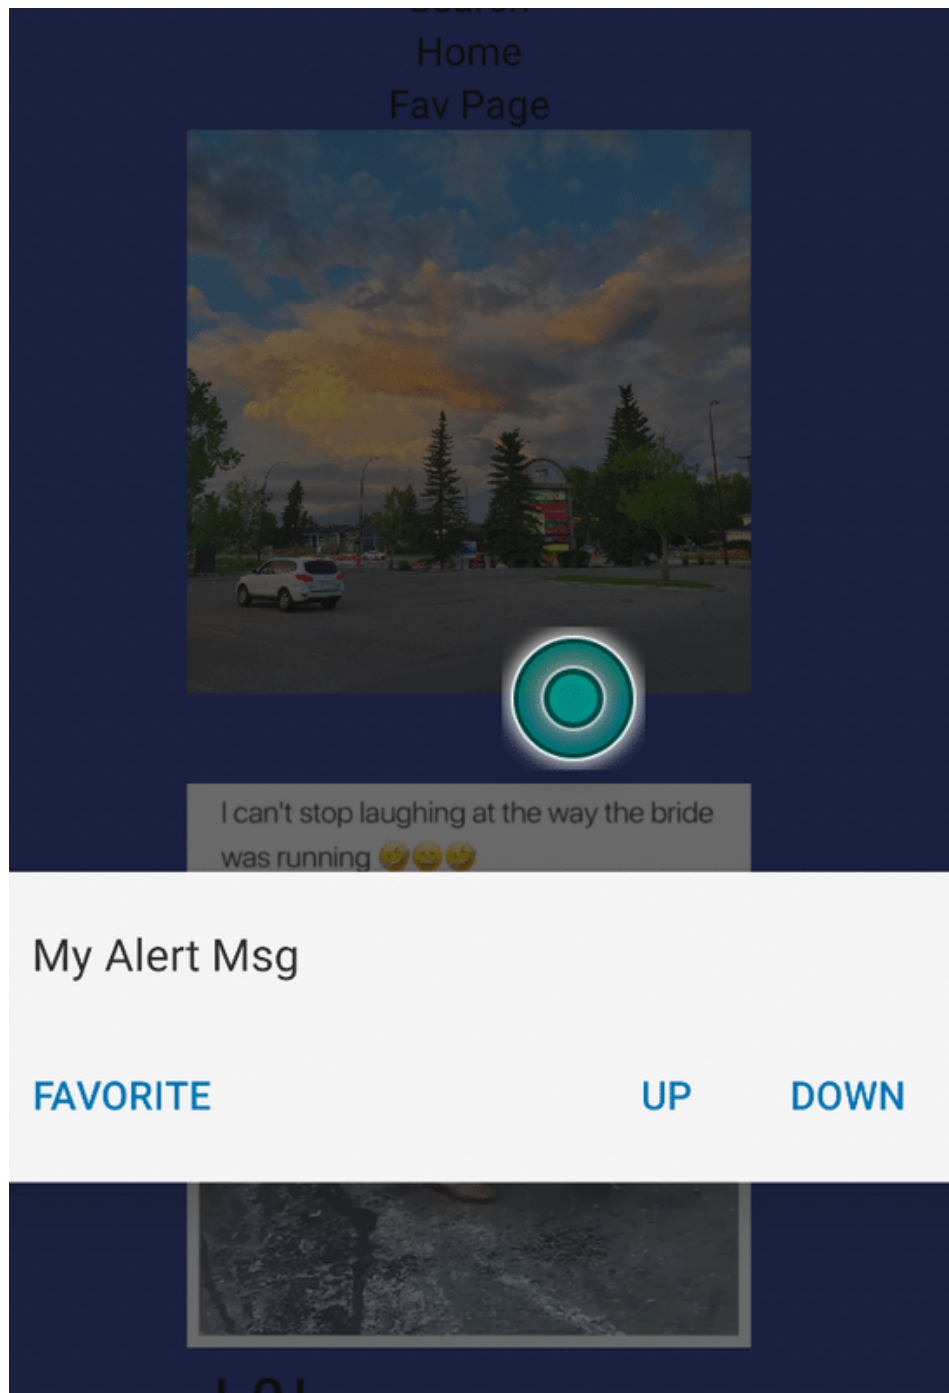 Search
Home
Fav Page
I can't stop laughing at the way the bride
was running 🤣😄🤣
My Alert Msg
FAVORITE
UP
DOWN